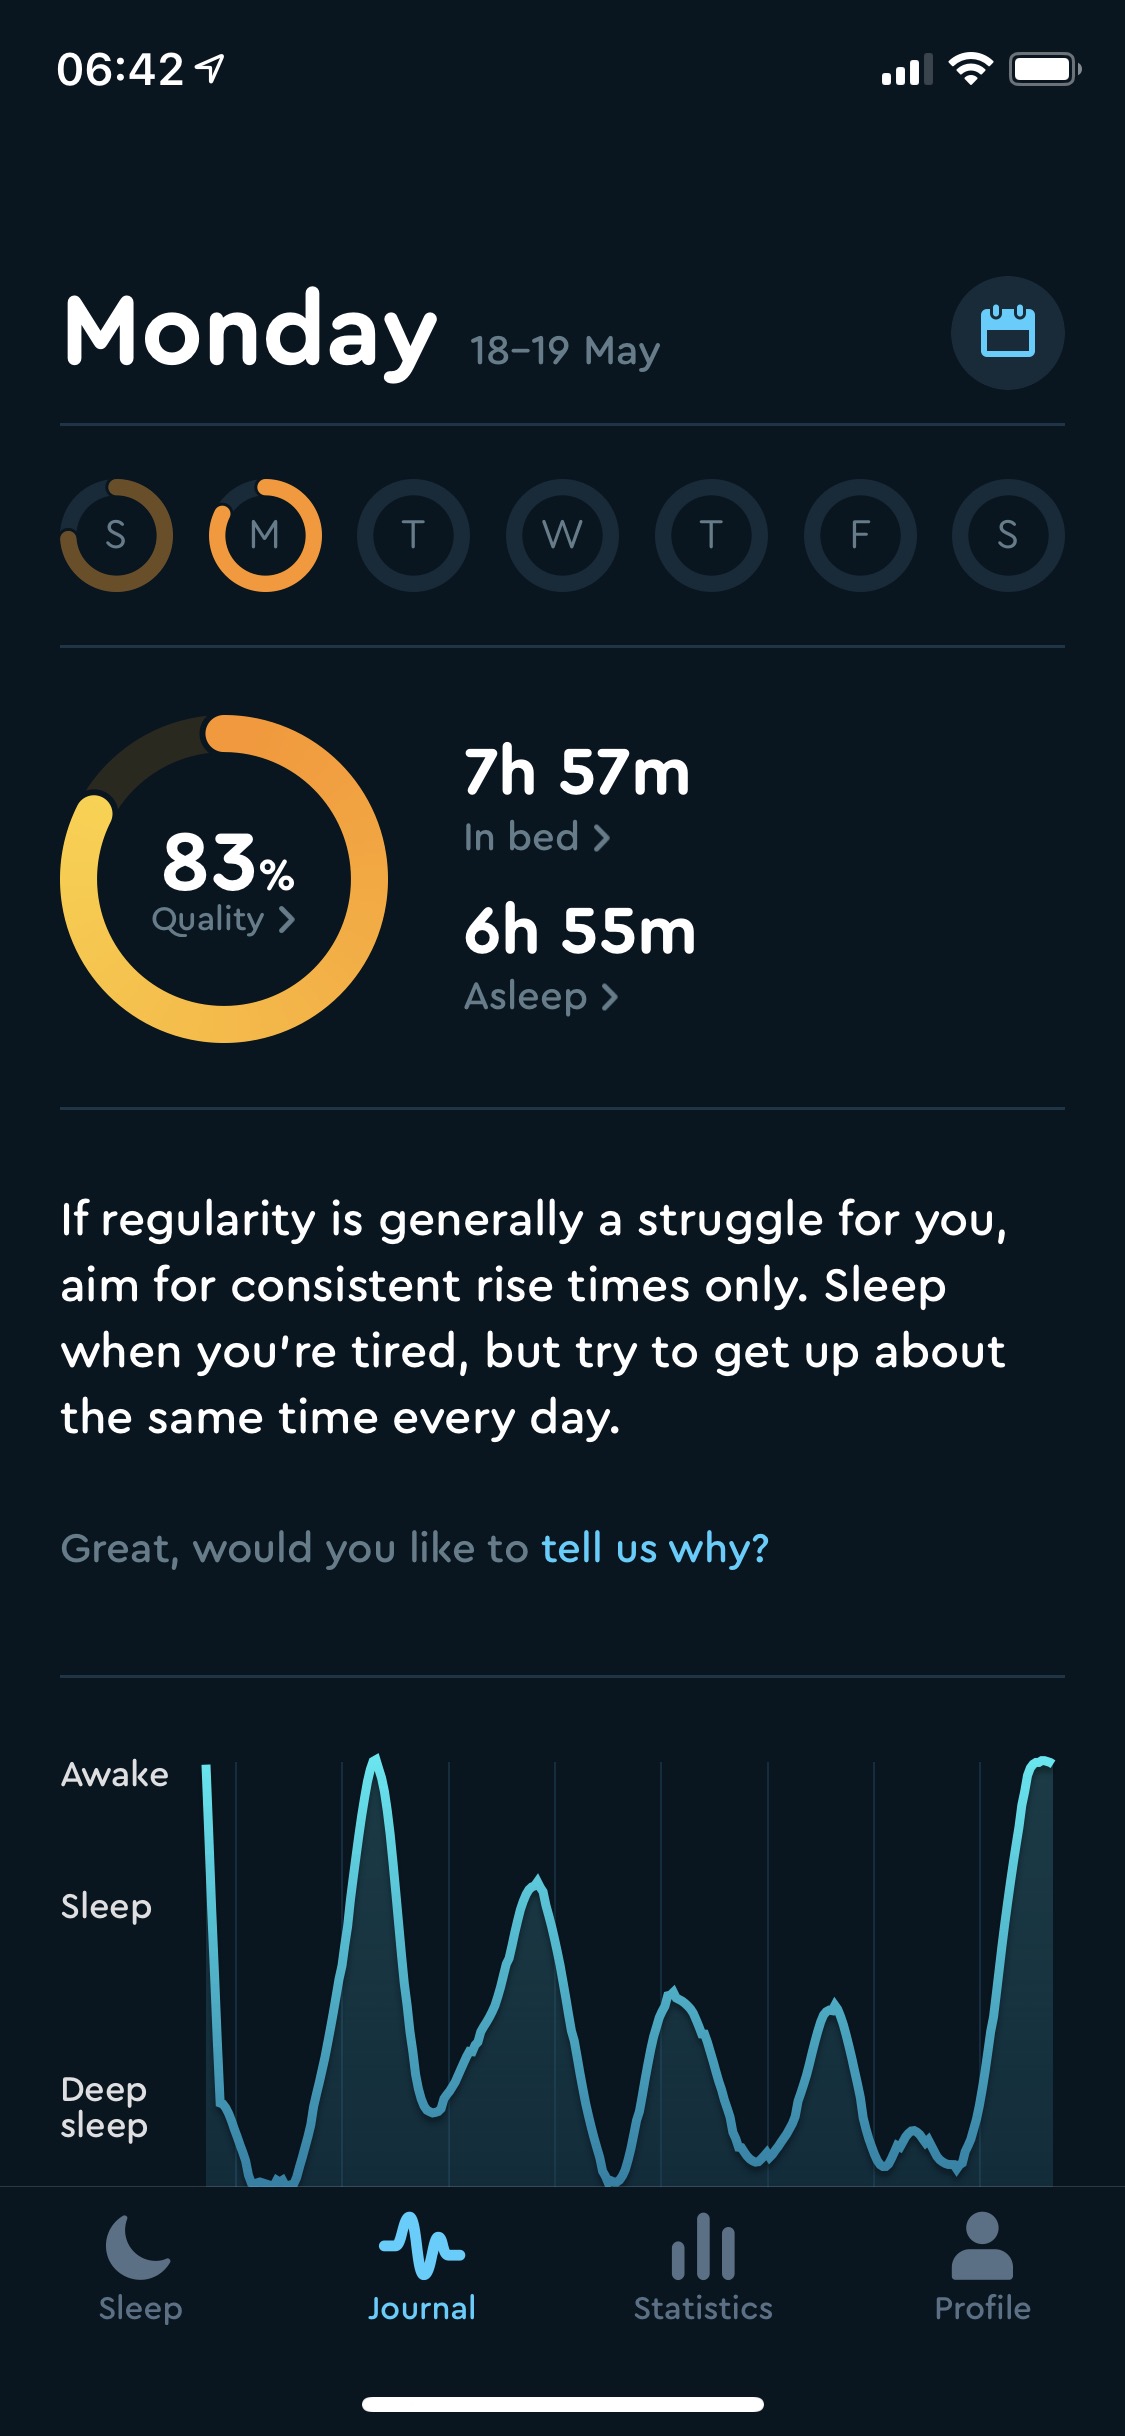 06:42
Monday 18–19 May
S M T W T F S
83%
Quality
7h 57m
In bed
6h 55m
Asleep
If regularity is generally a struggle for you,
aim for consistent rise times only. Sleep
when you're tired, but try to get up about
the same time every day.
Great, would you like to tell us why?
Awake
Sleep
Deep
sleep
Sleep Journal Statistics Profile